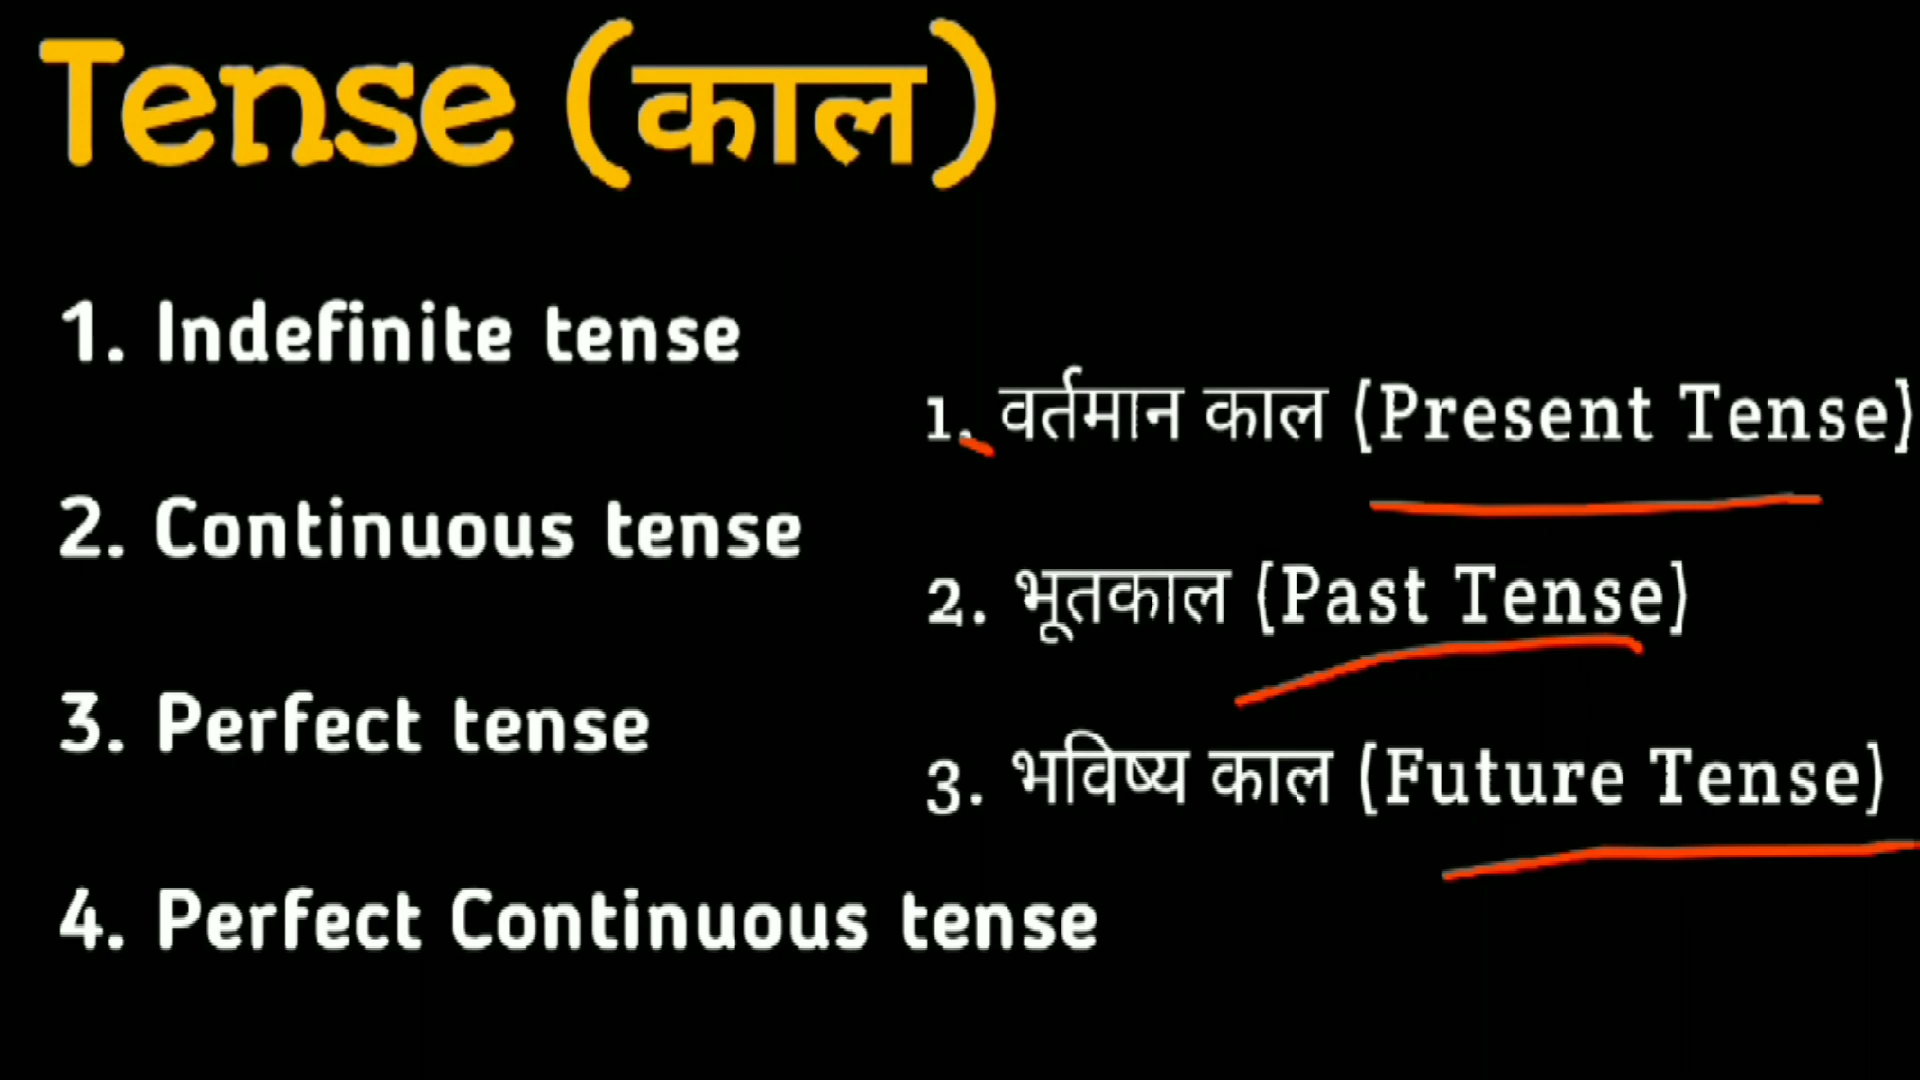 Tense (काल)
1. Indefinite tense
2. Continuous tense
3. Perfect tense
4. Perfect Continuous tense
1. वर्तमान काल (Present Tense)
2. भूतकाल (Past Tense)
3. भविष्य काल (Future Tense)